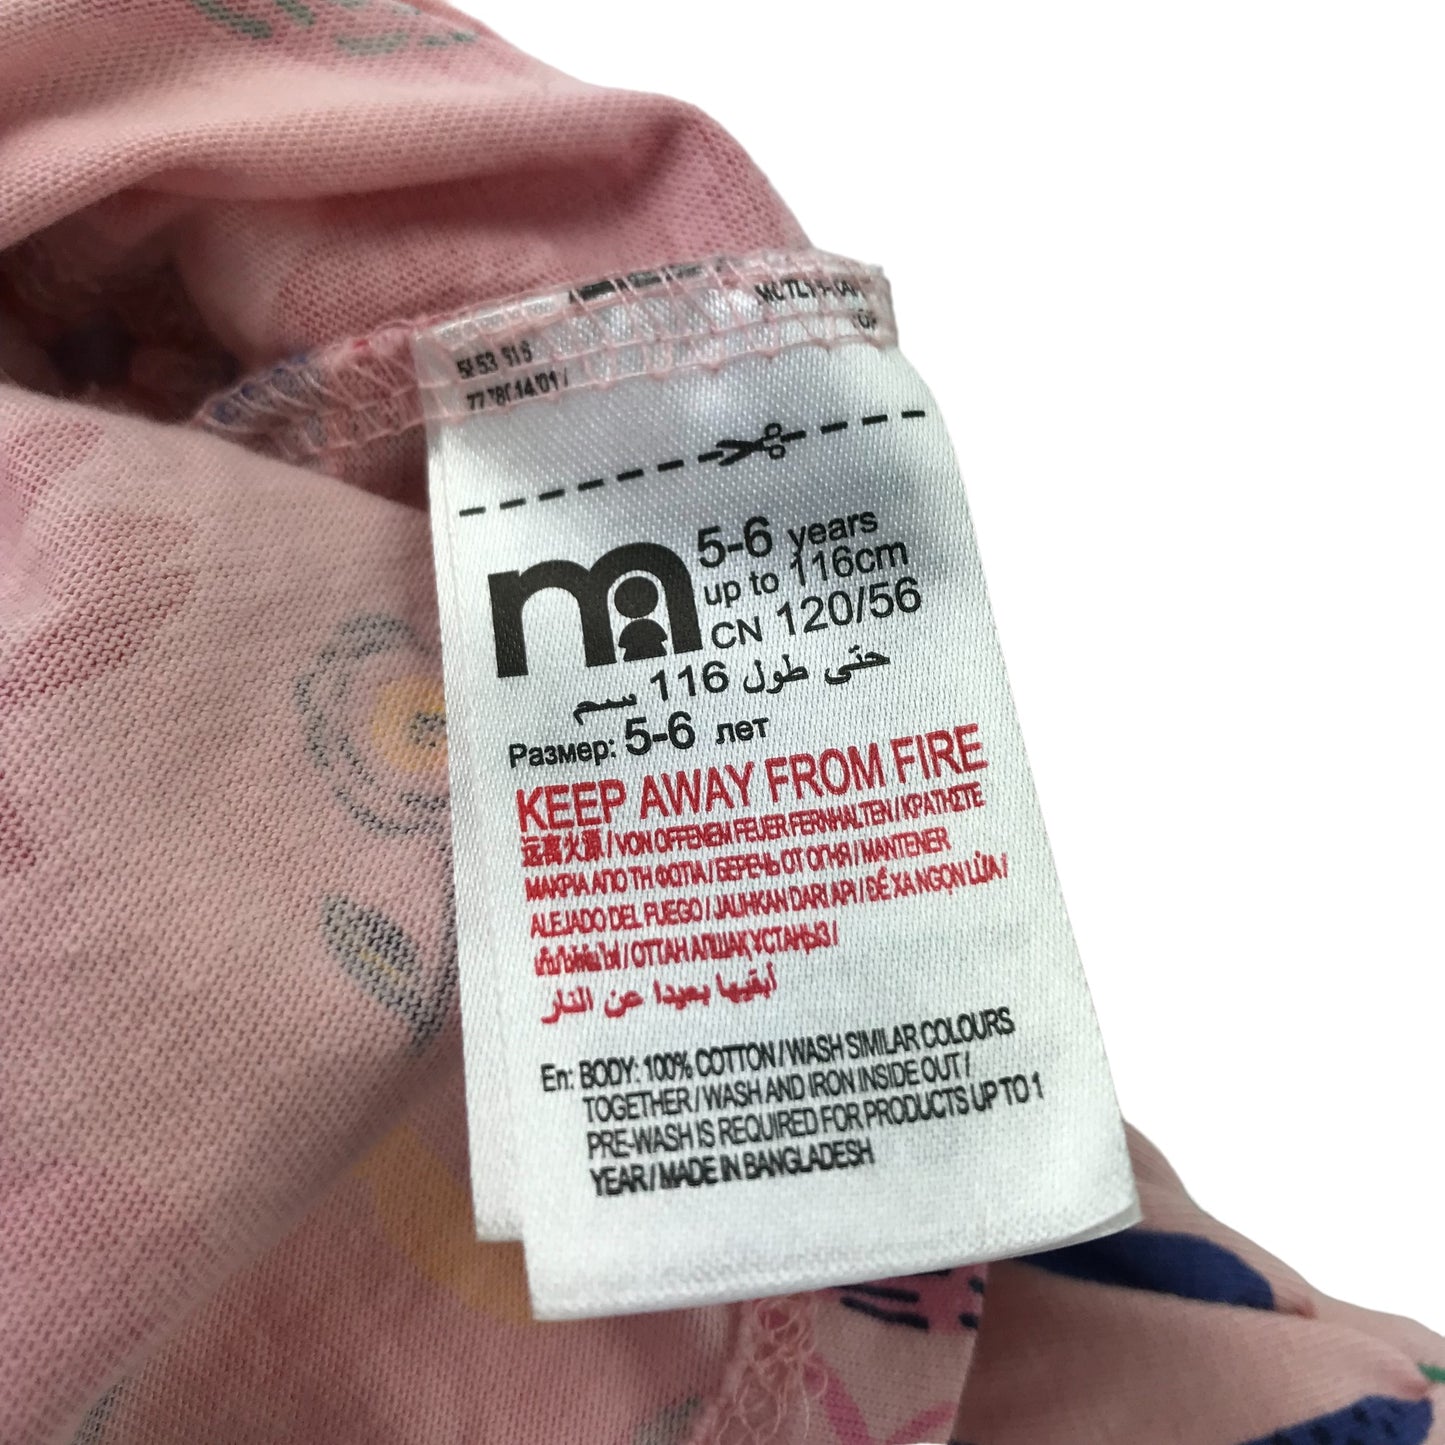 TOP
5-6 years
up to 116cm
CN 120/56
حتى طول 116 سم
Размер: 5-6 лет
KEEP AWAY FROM FIRE
远离火源 / VON OFFENEM FEUER FERNHALTEN / ΚΡΑΤΗΣΤΕ
ΜΑΚΡΙΑ ΑΠΟ ΤΗ ΦΩΤΙΑ / БЕРЕЧЬ ОТ ОГНЯ / MANTENER
ALEJADO DEL FUEGO / JAUHKAN DARI API / ĐỂ XA NGỌN LỬA /
/ ОТТАН АЛШАҚ ҰСТАҢЫЗ /
أبقيها بعيدا عن النار
En: BODY: 100% COTTON / WASH SIMILAR COLOURS
TOGETHER / WASH AND IRON INSIDE OUT /
PRE-WASH IS REQUIRED FOR PRODUCTS UP TO 1
YEAR / MADE IN BANGLADESH